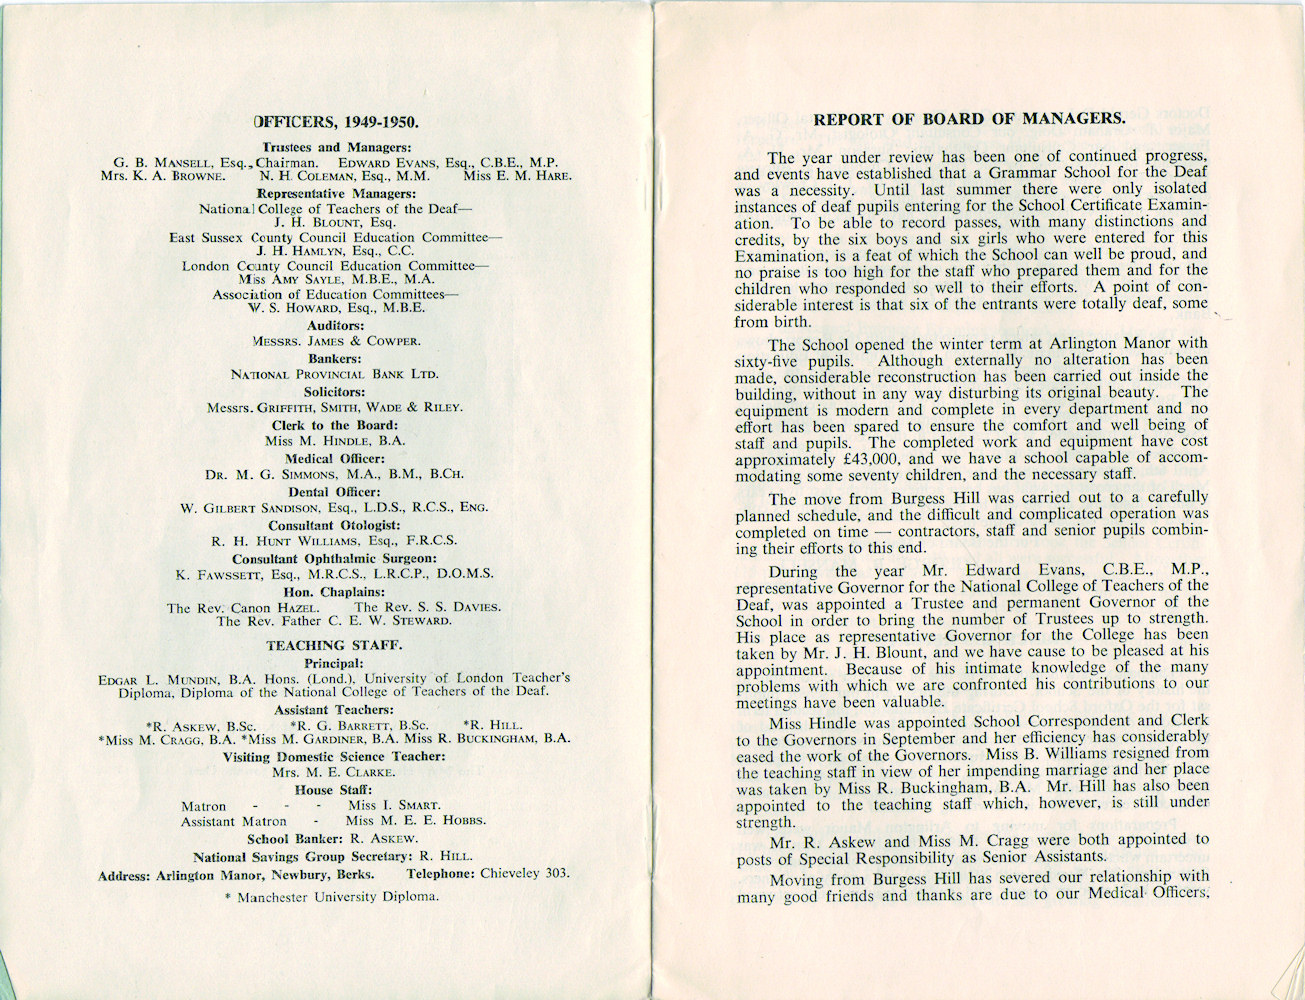 OFFICERS, 1949-1950.
Trustees and Managers:
G. B. MANSELL, Esq., Chairman. EDWARD EVANS, Esq., C.B.E., M.P.
Mrs. K. A. BROWNE. N. H. COLEMAN, Esq., M.M. Miss E. M. HARE.
Representative Managers:
National College of Teachers of the Deaf—
J. H. BLOUNT, Esq.
East Sussex County Council Education Committee—
J. H. HAMLYN, Esq., C.C.
London County Council Education Committee—
Miss AMY SAYLE, M.B.E., M.A.
Association of Education Committees—
W. S. HOWARD, Esq., M.B.E.
Auditors:
MESSRS. JAMES & COWPER.
Bankers:
NATIONAL PROVINCIAL BANK LTD.
Solicitors:
Messrs. GRIFFITH, SMITH, WADE & RILEY.
Clerk to the Board:
Miss M. HINDLE, B.A.
Medical Officer:
DR. M. G. SIMMONS, M.A., B.M., B.CH.
Dental Officer:
W. GILBERT SANDISON, Esq., L.D.S., R.C.S., ENG.
Consultant Otologist:
R. H. HUNT WILLIAMS, Esq., F.R.C.S.
Consultant Ophthalmic Surgeon:
K. FAWSSETT, Esq., M.R.C.S., L.R.C.P., D.O.M.S.
Hon. Chaplains:
The Rev. Canon HAZEL. The Rev. S. S. DAVIES.
The Rev. Father C. E. W. STEWARD.
TEACHING STAFF.
Principal:
EDGAR L. MUNDIN, B.A. Hons. (Lond.), University of London Teacher's
Diploma, Diploma of the National College of Teachers of the Deaf.
Assistant Teachers:
*R. ASKEW, B.Sc. *R. G. BARRETT, B.Sc. *R. HILL.
*Miss M. CRAGG, B.A. *Miss M. GARDINER, B.A. Miss R. BUCKINGHAM, B.A.
Visiting Domestic Science Teacher:
Mrs. M. E. CLARKE.
House Staff:
Matron - - - Miss I. SMART.
Assistant Matron - Miss M. E. E. HOBBS.
School Banker: R. ASKEW.
National Savings Group Secretary: R. HILL.
Address: Arlington Manor, Newbury, Berks. Telephone: Chieveley 303.
* Manchester University Diploma.
REPORT OF BOARD OF MANAGERS.
The year under review has been one of continued progress,
and events have established that a Grammar School for the Deaf
was a necessity. Until last summer there were only isolated
instances of deaf pupils entering for the School Certificate Examin-
ation. To be able to record passes, with many distinctions and
credits, by the six boys and six girls who were entered for this
Examination, is a feat of which the School can well be proud, and
no praise is too high for the staff who prepared them and for the
children who responded so well to their efforts. A point of con-
siderable interest is that six of the entrants were totally deaf, some
from birth.
The School opened the winter term at Arlington Manor with
sixty-five pupils. Although externally no alteration has been
made, considerable reconstruction has been carried out inside the
building, without in any way disturbing its original beauty. The
equipment is modern and complete in every department and no
effort has been spared to ensure the comfort and well being of
staff and pupils. The completed work and equipment have cost
approximately £43,000, and we have a school capable of accom-
modating some seventy children, and the necessary staff.
The move from Burgess Hill was carried out to a carefully
planned schedule, and the difficult and complicated operation was
completed on time — contractors, staff and senior pupils combin-
ing their efforts to this end.
During the year Mr. Edward Evans, C.B.E., M.P.,
representative Governor for the National College of Teachers of the
Deaf, was appointed a Trustee and permanent Governor of the
School in order to bring the number of Trustees up to strength.
His place as representative Governor for the College has been
taken by Mr. J. H. Blount, and we have cause to be pleased at his
appointment. Because of his intimate knowledge of the many
problems with which we are confronted his contributions to our
meetings have been valuable.
Miss Hindle was appointed School Correspondent and Clerk
to the Governors in September and her efficiency has considerably
eased the work of the Governors. Miss B. Williams resigned from
the teaching staff in view of her impending marriage and her place
was taken by Miss R. Buckingham, B.A. Mr. Hill has also been
appointed to the teaching staff which, however, is still under
strength.
Mr. R. Askew and Miss M. Cragg were both appointed to
posts of Special Responsibility as Senior Assistants.
Moving from Burgess Hill has severed our relationship with
many good friends and thanks are due to our Medical Officers,